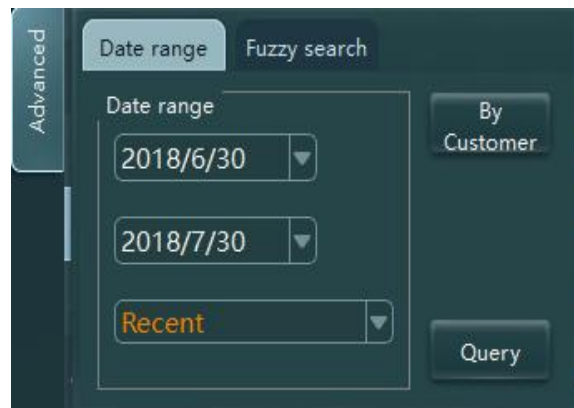 Advanced
Date range
Fuzzy search
Date range
2018/6/30
2018/7/30
Recent
By
Customer
Query